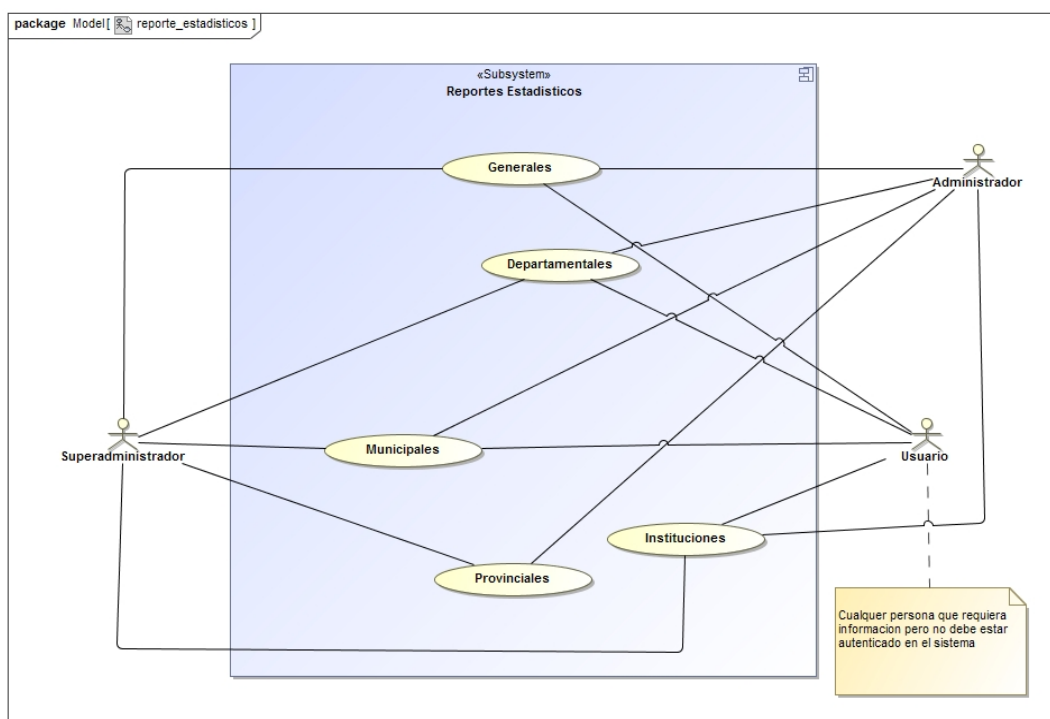 package Model[ reporte_estadisticos ]
«Subsystem»
Reportes Estadisticos
Generales
Administrador
Departamentales
Superadministrador
Municipales
Usuario
Instituciones
Provinciales
Cualquer persona que requiera
informacion pero no debe estar
autenticado en el sistema